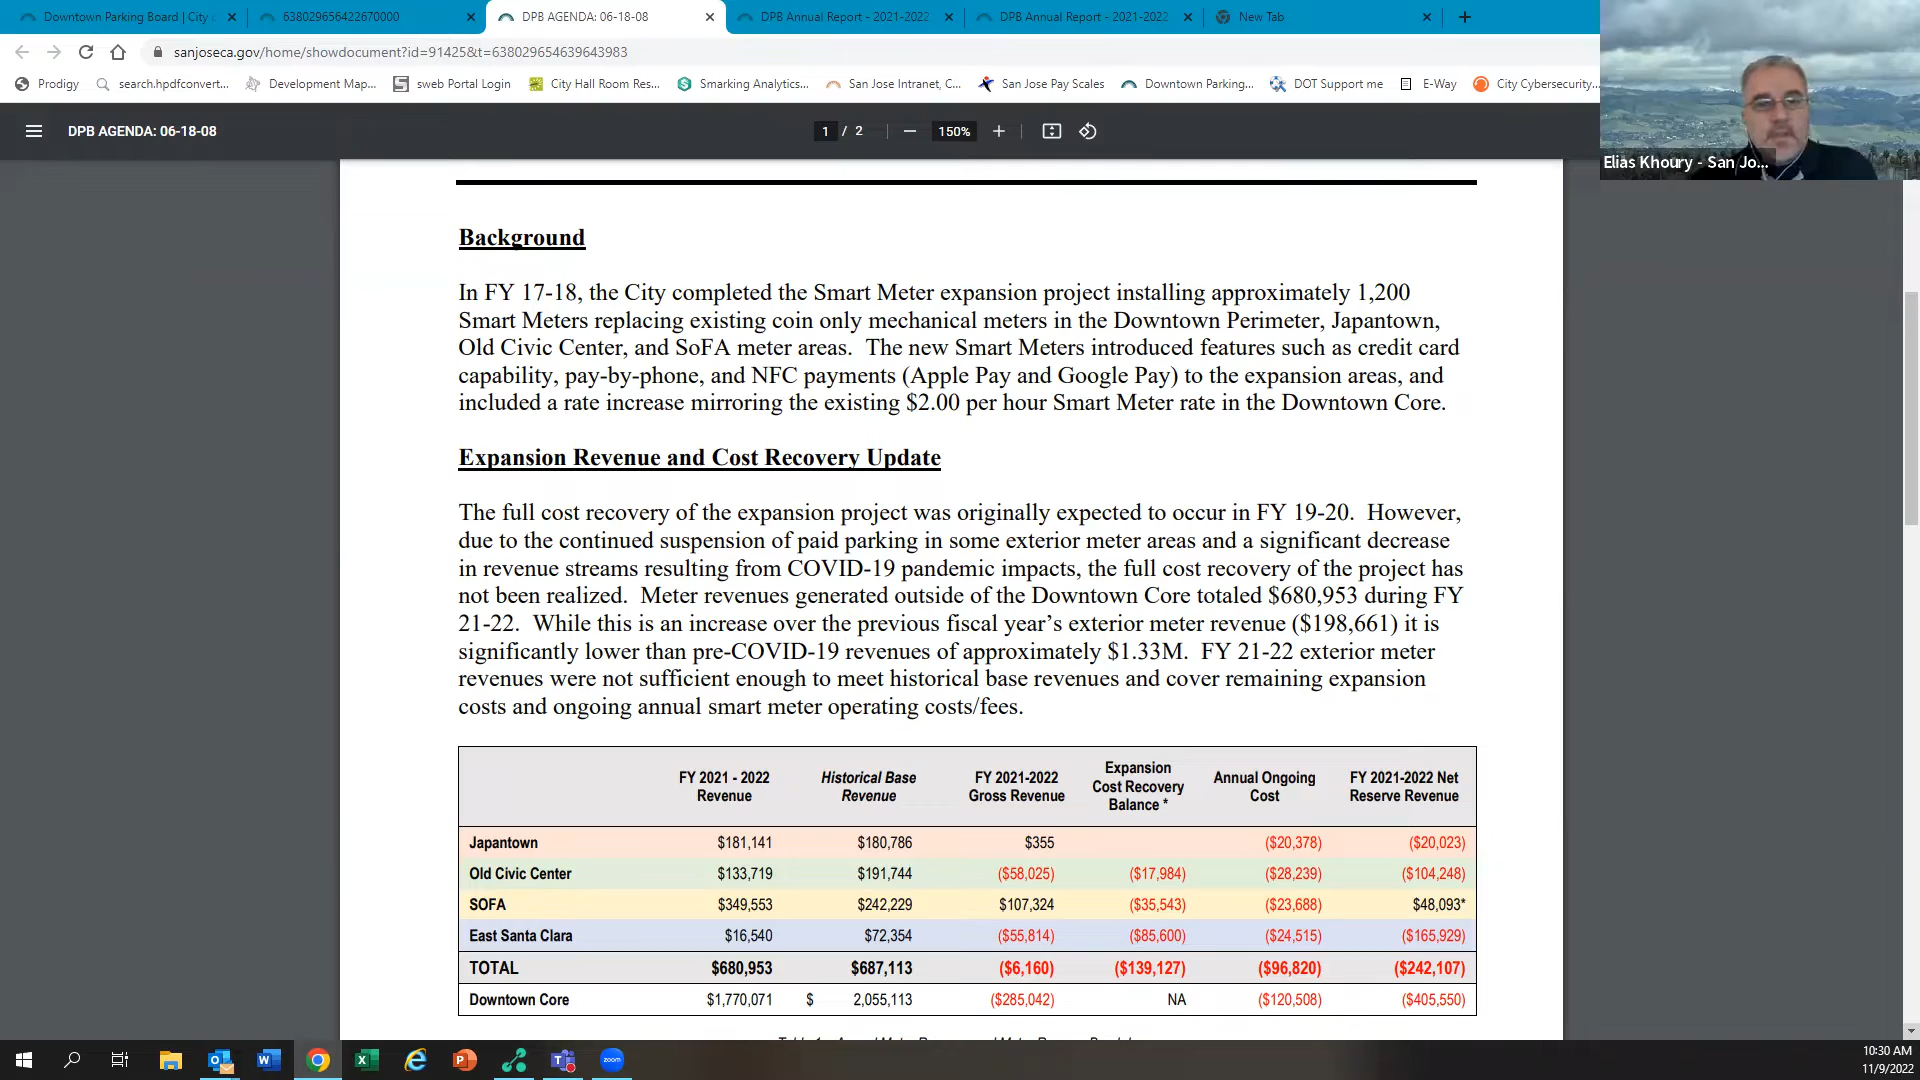 Downtown Parking Board | City
638029656422670000
DPB AGENDA: 06-18-08
DPB Annual Report - 2021-2022
DPB Annual Report - 2021-2022
New Tab
sanjoseca.gov/home/showdocument?id=91425&t=638029654639643983
Prodigy
search.hpdfconvert...
Development Map...
sweb Portal Login
City Hall Room Res...
Smarking Analytics...
San Jose Intranet, C...
San Jose Pay Scales
Downtown Parking...
DOT Support me
E-Way
City Cybersecurity...
Elias Khoury - San Jo...
DPB AGENDA: 06-18-08
1 / 2
150%
Background
In FY 17-18, the City completed the Smart Meter expansion project installing approximately 1,200
Smart Meters replacing existing coin only mechanical meters in the Downtown Perimeter, Japantown,
Old Civic Center, and SoFA meter areas. The new Smart Meters introduced features such as credit card
capability, pay-by-phone, and NFC payments (Apple Pay and Google Pay) to the expansion areas, and
included a rate increase mirroring the existing $2.00 per hour Smart Meter rate in the Downtown Core.
Expansion Revenue and Cost Recovery Update
The full cost recovery of the expansion project was originally expected to occur in FY 19-20. However,
due to the continued suspension of paid parking in some exterior meter areas and a significant decrease
in revenue streams resulting from COVID-19 pandemic impacts, the full cost recovery of the project has
not been realized. Meter revenues generated outside of the Downtown Core totaled $680,953 during FY
21-22. While this is an increase over the previous fiscal year's exterior meter revenue ($198,661) it is
significantly lower than pre-COVID-19 revenues of approximately $1.33M. FY 21-22 exterior meter
revenues were not sufficient enough to meet historical base revenues and cover remaining expansion
costs and ongoing annual smart meter operating costs/fees.
FY 2021 - 2022 Revenue Historical Base Revenue FY 2021-2022 Gross Revenue Expansion Cost Recovery Balance * Annual Ongoing Cost FY 2021-2022 Net Reserve Revenue
Japantown $181,141 $180,786 $355 ($20,378) ($20,023)
Old Civic Center $133,719 $191,744 ($58,025) ($17,984) ($28,239) ($104,248)
SOFA $349,553 $242,229 $107,324 ($35,543) ($23,688) $48,093*
East Santa Clara $16,540 $72,354 ($55,814) ($85,600) ($24,515) ($165,929)
TOTAL $680,953 $687,113 ($6,160) ($139,127) ($96,820) ($242,107)
Downtown Core $1,770,071 $ 2,055,113 ($285,042) NA ($120,508) ($405,550)
zoom
10:30 AM
11/9/2022